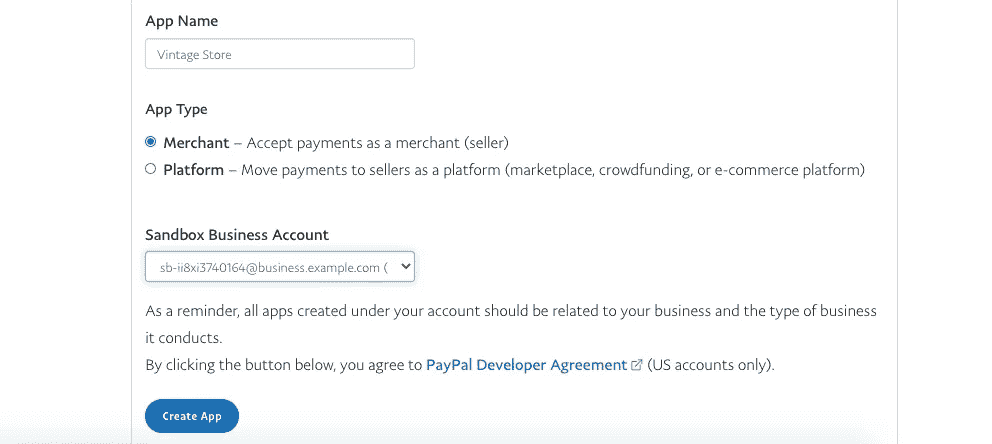 App Name
Vintage Store
App Type
Merchant – Accept payments as a merchant (seller)
Platform – Move payments to sellers as a platform (marketplace, crowdfunding, or e-commerce platform)
Sandbox Business Account
sb-ii8xi3740164@business.example.com (
As a reminder, all apps created under your account should be related to your business and the type of business
it conducts.
By clicking the button below, you agree to PayPal Developer Agreement (US accounts only).
Create App